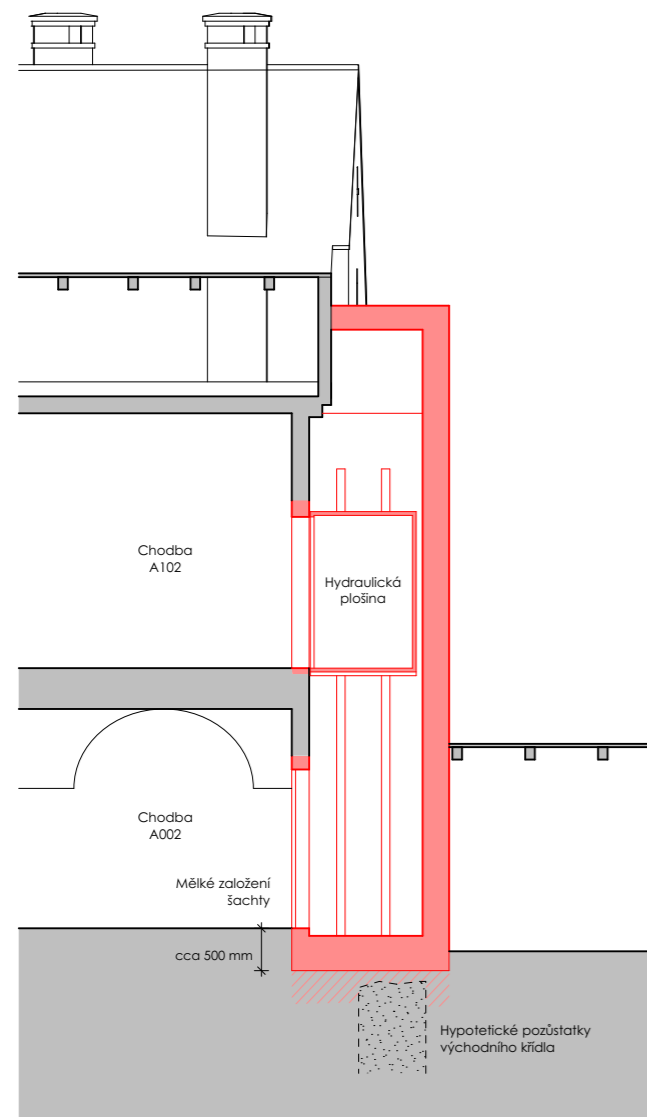 Chodba
A102
Hydraulická
plošina
Chodba
A002
Mělké založení
šachty
cca 500 mm
Hypotetické pozůstatky
východního křídla